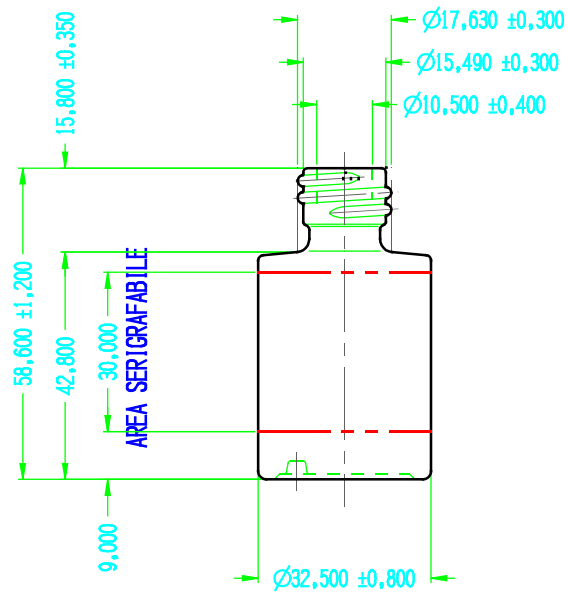 Ø17,630 ±0,300
Ø15,490 ±0,300
Ø10,500 ±0,400
15,800 ±0,350
58,600 ±1,200
42,800
30,000
AREA SERIGRAFABILE
9,000
Ø32,500 ±0,800